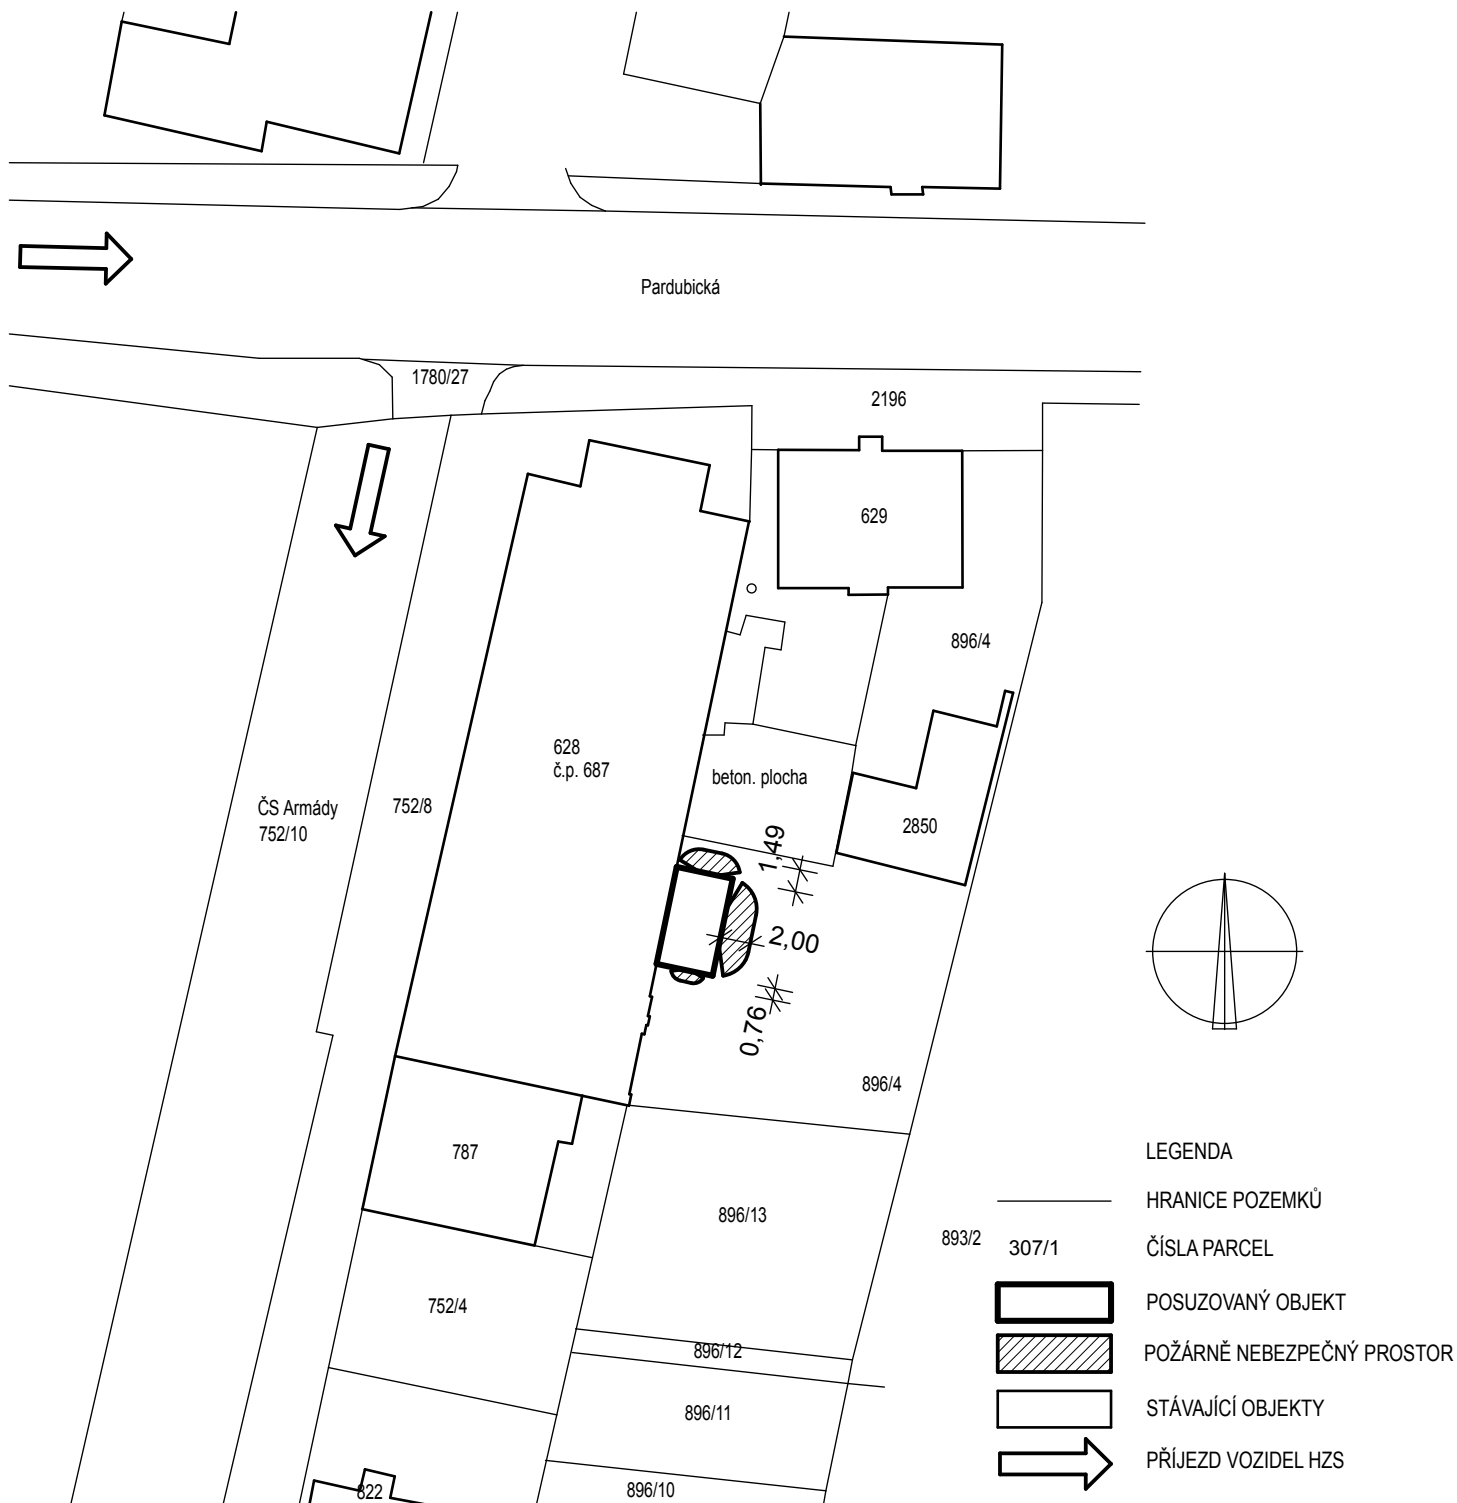 Pardubická
1780/27
2196
629
896/4
628
č.p. 687
beton. plocha
ČS Armády
752/10
752/8
2850
1,49
2,00
0,76
896/4
787
896/13
893/2
752/4
896/12
896/11
896/10
822
LEGENDA
HRANICE POZEMKŮ
307/1 ČÍSLA PARCEL
POSUZOVANÝ OBJEKT
POŽÁRNĚ NEBEZPEČNÝ PROSTOR
STÁVAJÍCÍ OBJEKTY
PŘÍJEZD VOZIDEL HZS